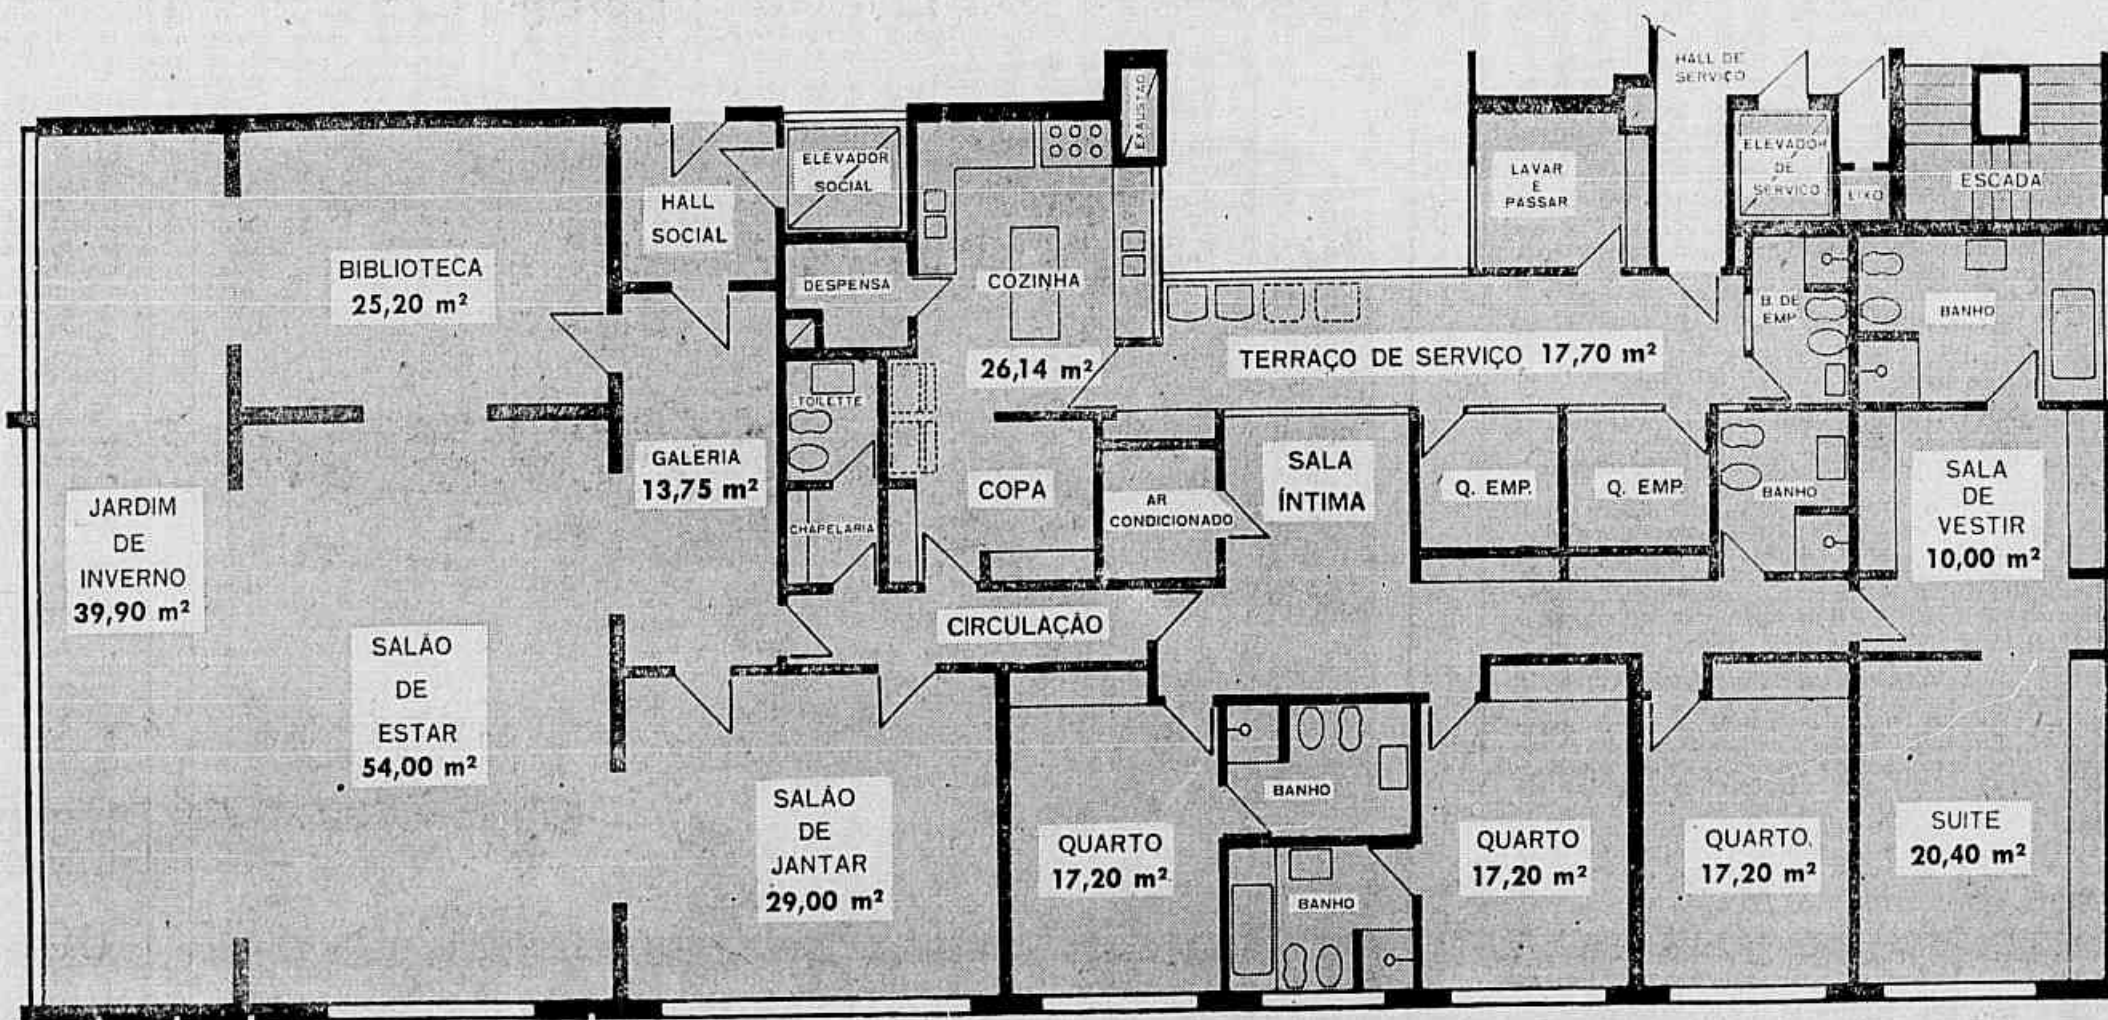 HALL DE
SERVIÇO
EXAUSTÃO
ELEVADOR
SOCIAL
HALL
SOCIAL
LAVAR
E
PASSAR
ELEVADOR
DE
SERVIÇO
LIXO
ESCADA
BIBLIOTECA
25,20 m²
DESPENSA
COZINHA
26,14 m²
TERRAÇO DE SERVIÇO 17,70 m²
B. DE
EMP.
BANHO
TOILETTE
GALERIA
13,75 m²
COPA
AR
CONDICIONADO
SALA
ÍNTIMA
Q. EMP.
Q. EMP.
BANHO
SALA
DE
VESTIR
10,00 m²
CHAPELARIA
JARDIM
DE
INVERNO
39,90 m²
CIRCULAÇÃO
SALÃO
DE
ESTAR
54,00 m²
SALÃO
DE
JANTAR
29,00 m²
QUARTO
17,20 m²
BANHO
BANHO
QUARTO
17,20 m²
QUARTO.
17,20 m²
SUITE
20,40 m²